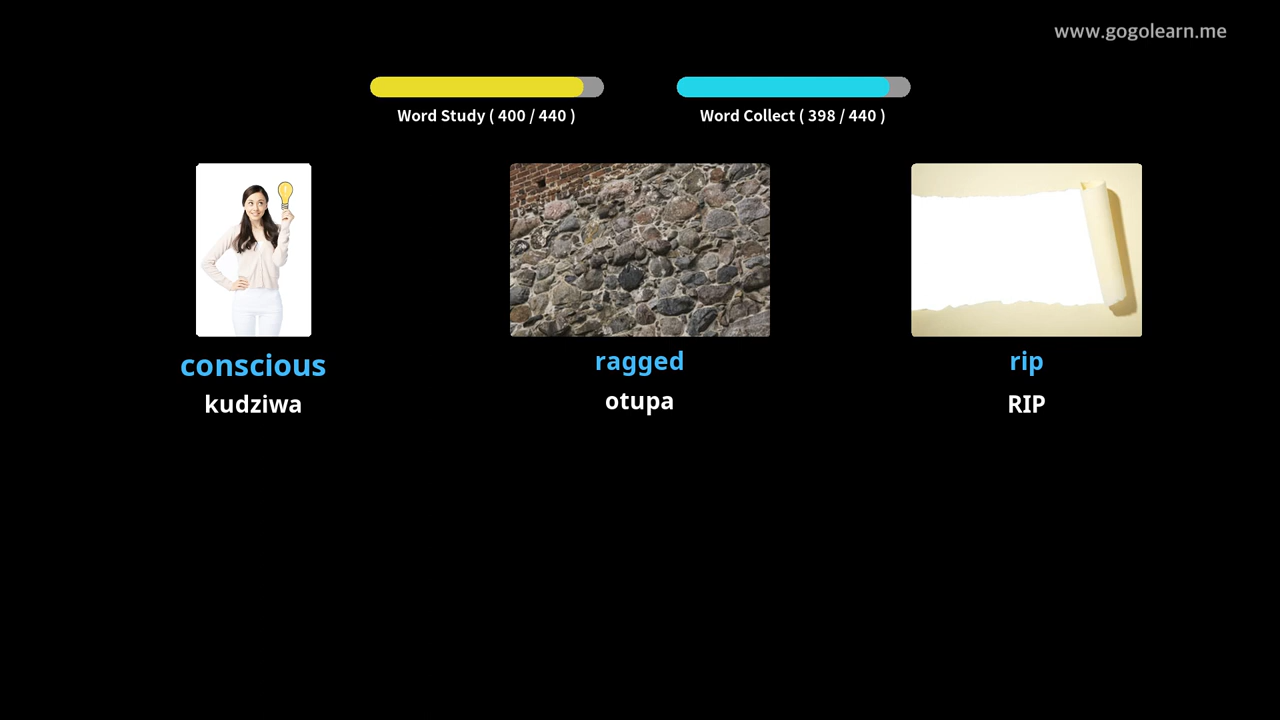 www.gogolearn.me
Word Study ( 400 / 440 )
Word Collect ( 398 / 440 )
conscious
kudziwa
ragged
otupa
rip
RIP